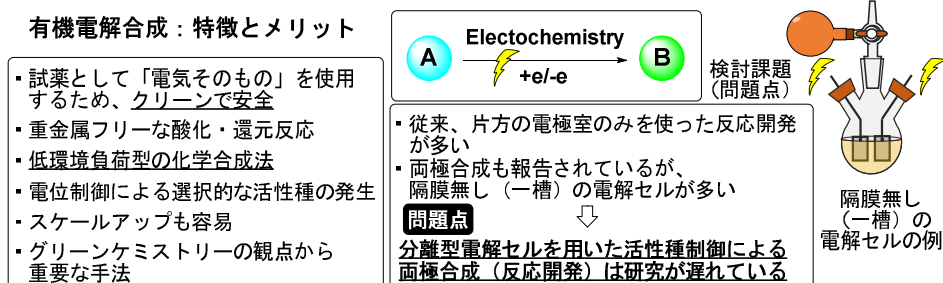 有機電解合成：特徴とメリット
・試薬として「電気そのもの」を使用
するため、クリーンで安全
・重金属フリーな酸化・還元反応
・低環境負荷型の化学合成法
・電位制御による選択的な活性種の発生
・スケールアップも容易
・グリーンケミストリーの観点から
重要な手法
A
Electochemistry
+e/-e
B
検討課題
（問題点）
・従来、片方の電極室のみを使った反応開発
が多い
・両極合成も報告されているが、
隔膜無し（一槽）の電解セルが多い
問題点
分離型電解セルを用いた活性種制御による
両極合成（反応開発）は研究が遅れている
隔膜無し
（一槽）の
電解セルの例